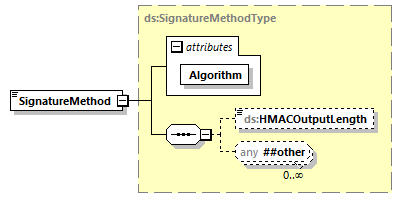 ds:SignatureMethodType
attributes
Algorithm
SignatureMethod
ds:HMACOutputLength
any ##other
0..∞